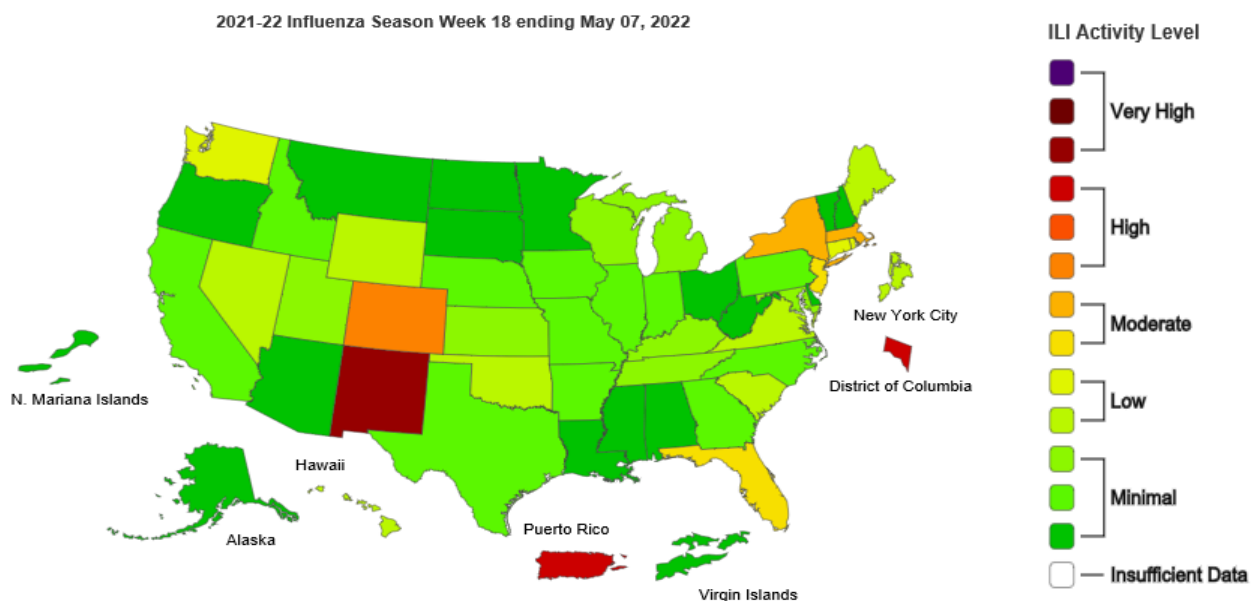 2021-22 Influenza Season Week 18 ending May 07, 2022
ILI Activity Level
Very High
High
Moderate
Low
Minimal
Insufficient Data
New York City
District of Columbia
N. Mariana Islands
Hawaii
Alaska
Puerto Rico
Virgin Islands